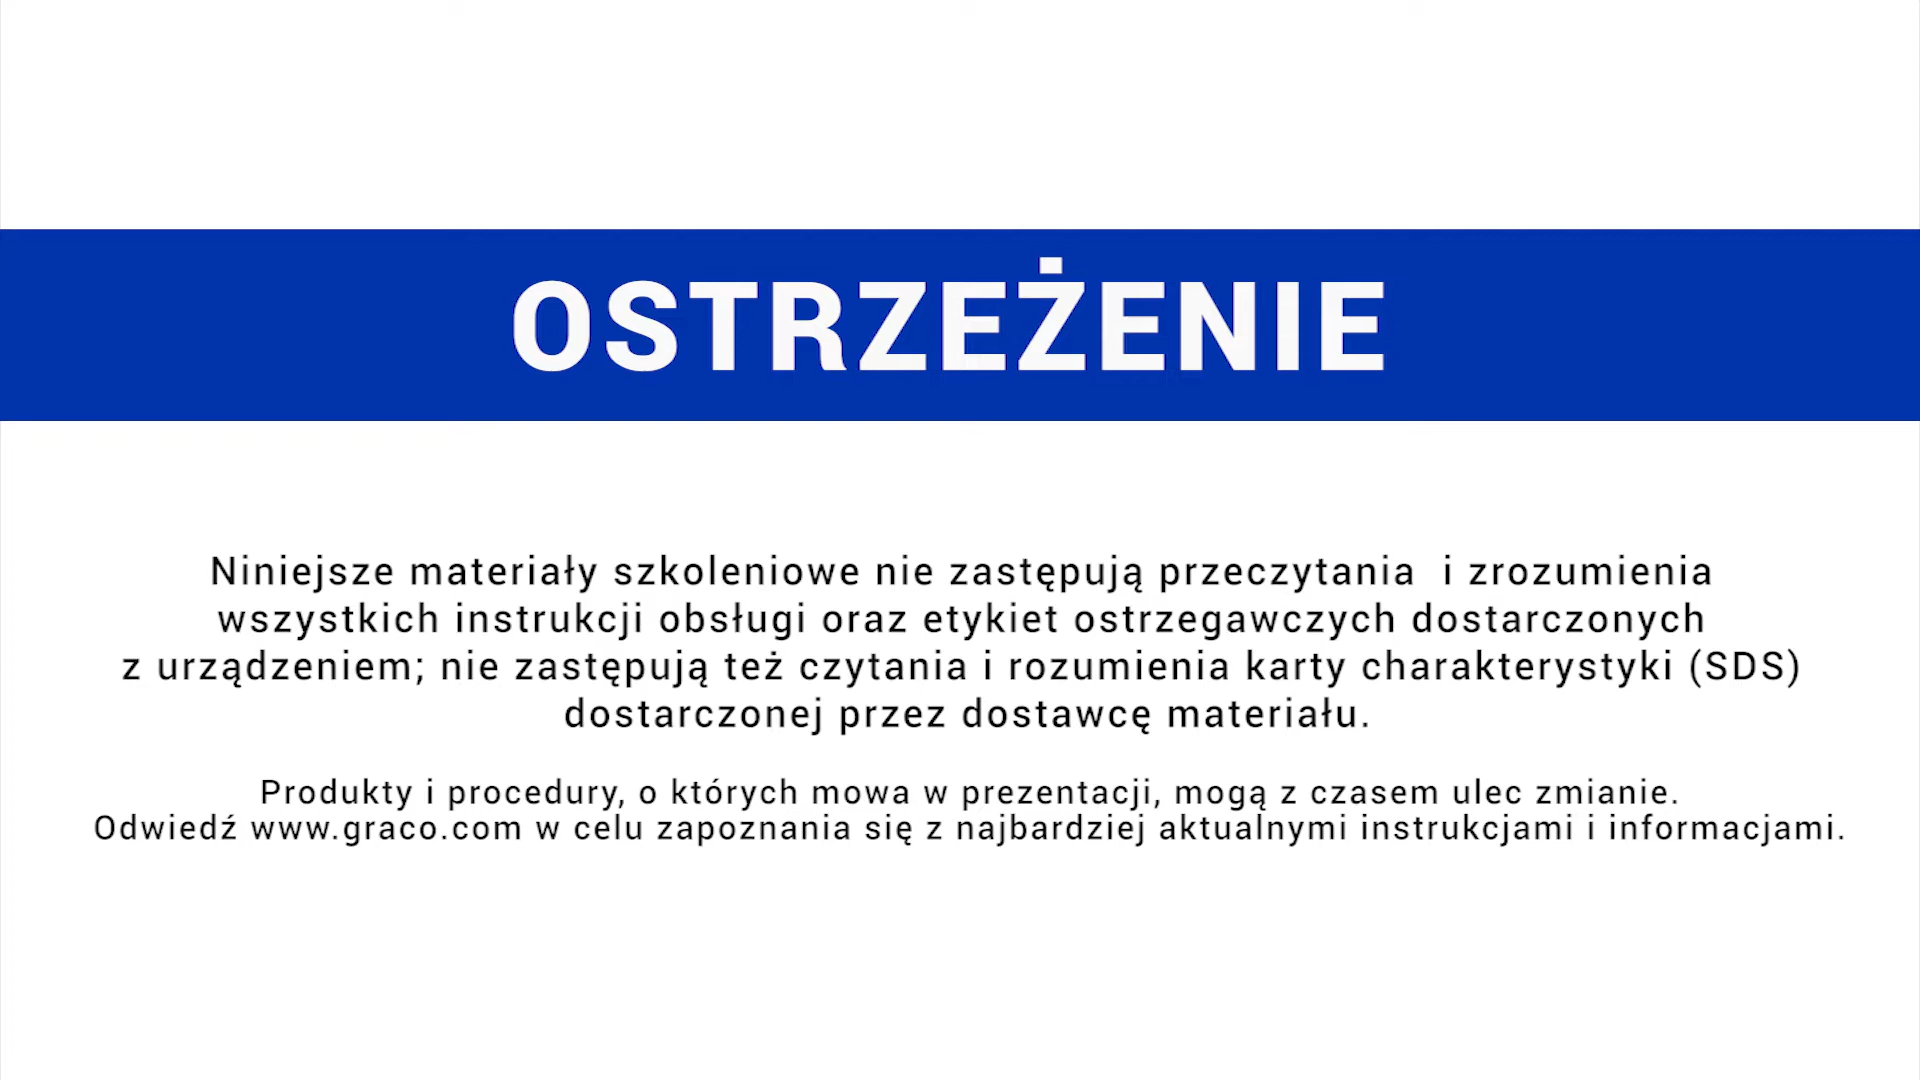 OSTRZEŻENIE
Niniejsze materiały szkoleniowe nie zastępują przeczytania i zrozumienia
wszystkich instrukcji obsługi oraz etykiet ostrzegawczych dostarczonych
z urządzeniem; nie zastępują też czytania i rozumienia karty charakterystyki (SDS)
dostarczonej przez dostawcę materiału.
Produkty i procedury, o których mowa w prezentacji, mogą z czasem ulec zmianie.
Odwiedź www.graco.com w celu zapoznania się z najbardziej aktualnymi instrukcjami i informacjami.